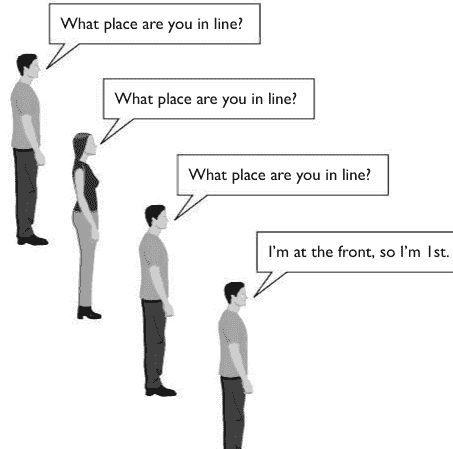 What place are you in line?
What place are you in line?
What place are you in line?
I'm at the front, so I'm 1st.